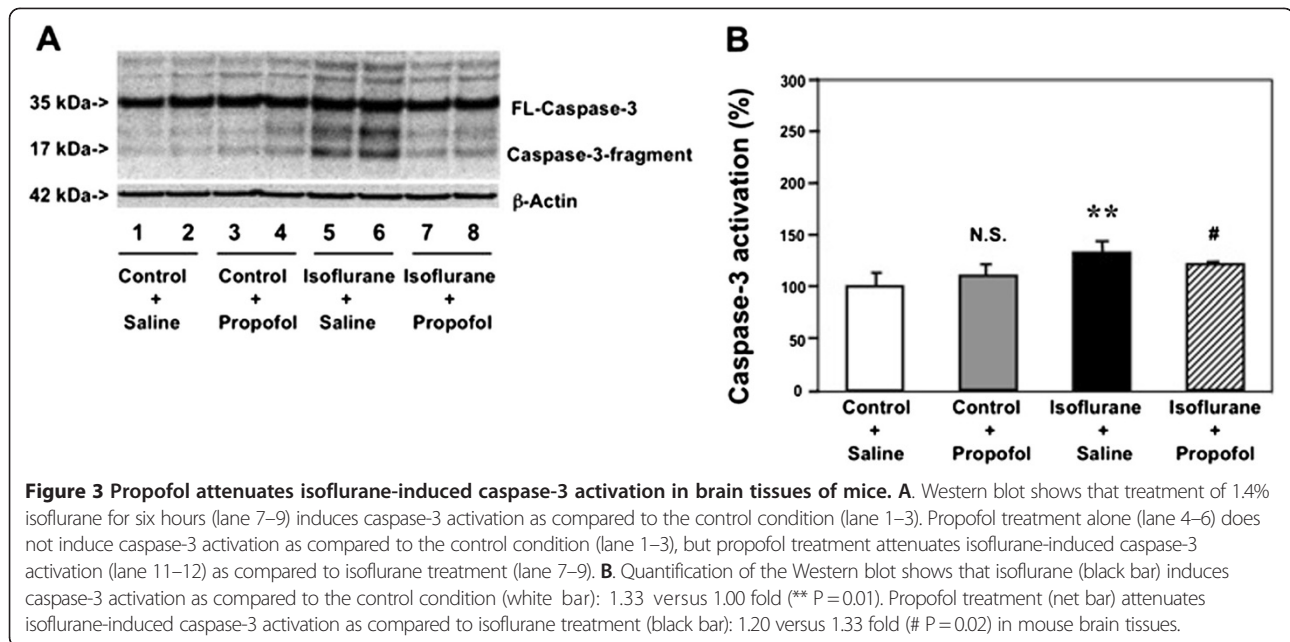 A
35 kDa->
17 kDa->
42 kDa->
FL-Caspase-3
Caspase-3-fragment
β-Actin
1 2 3 4 5 6 7 8
Control Control Isoflurane Isoflurane
+ + + +
Saline Propofol Saline Propofol
B
Caspase-3 activation (%)
300
250
200
150
100
50
0
N.S.
**
#
Control Control Isoflurane Isoflurane
+ + + +
Saline Propofol Saline Propofol
Figure 3 Propofol attenuates isoflurane-induced caspase-3 activation in brain tissues of mice. A. Western blot shows that treatment of 1.4%
isoflurane for six hours (lane 7–9) induces caspase-3 activation as compared to the control condition (lane 1–3). Propofol treatment alone (lane 4–6) does
not induce caspase-3 activation as compared to the control condition (lane 1–3), but propofol treatment attenuates isoflurane-induced caspase-3
activation (lane 11–12) as compared to isoflurane treatment (lane 7–9). B. Quantification of the Western blot shows that isoflurane (black bar) induces
caspase-3 activation as compared to the control condition (white bar): 1.33 versus 1.00 fold (** P = 0.01). Propofol treatment (net bar) attenuates
isoflurane-induced caspase-3 activation as compared to isoflurane treatment (black bar): 1.20 versus 1.33 fold (# P = 0.02) in mouse brain tissues.